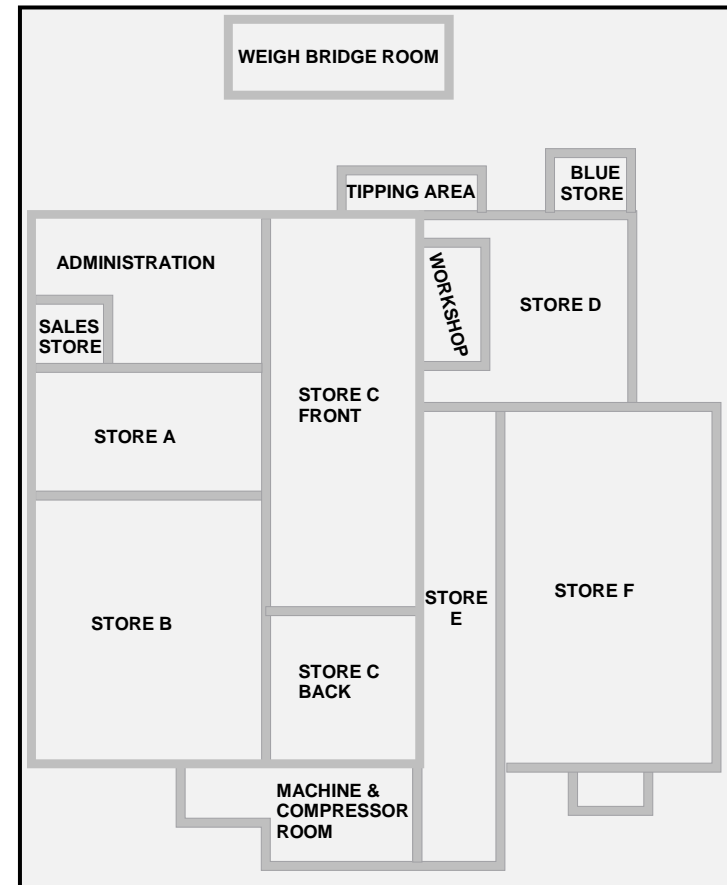 WEIGH BRIDGE ROOM
TIPPING AREA
BLUE
STORE
ADMINISTRATION
WORKSHOP
STORE D
SALES
STORE
STORE C
FRONT
STORE A
STORE
E
STORE F
STORE B
STORE C
BACK
MACHINE &
COMPRESSOR
ROOM